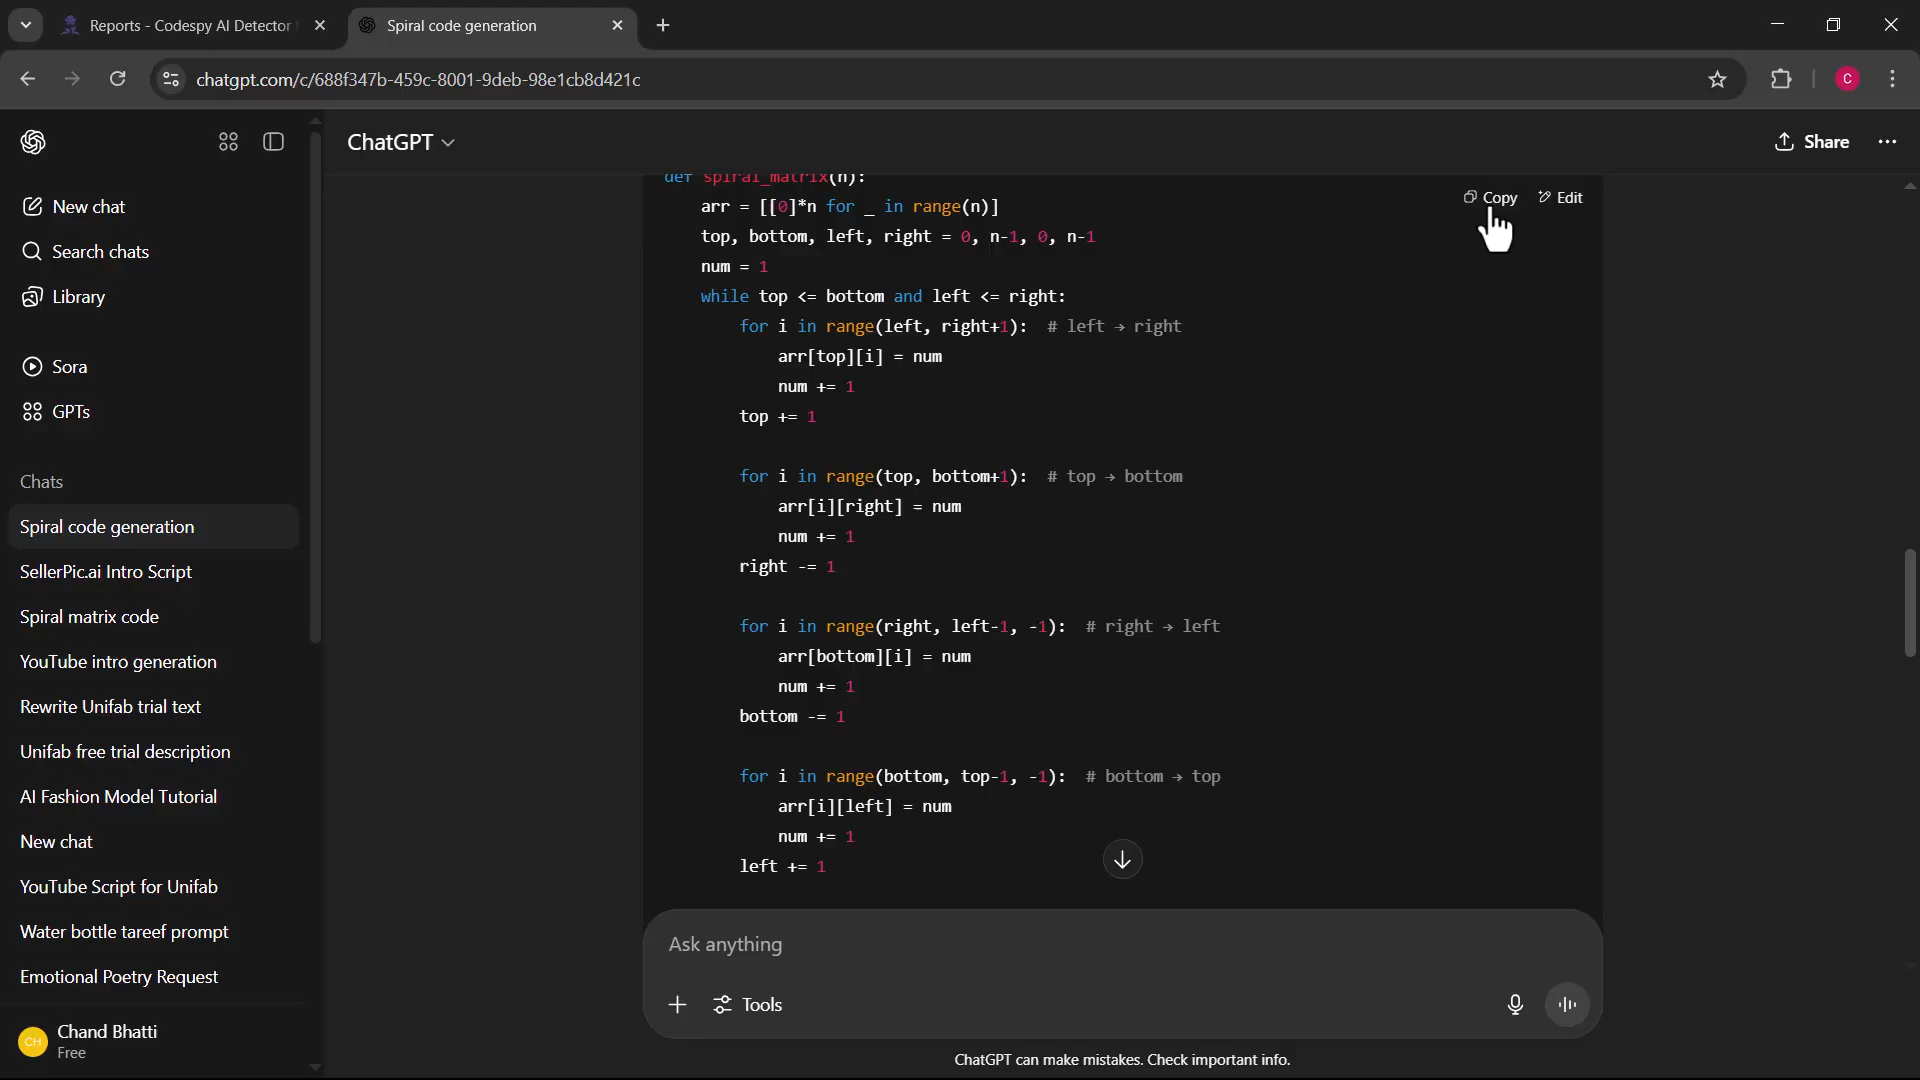 Reports - Codespy AI Detector
Spiral code generation
chatgpt.com/c/688f347b-459c-8001-9deb-98e1cb8d421c
C
ChatGPT
Share
New chat
Search chats
Library
Sora
GPTs
Chats
Spiral code generation
SellerPic.ai Intro Script
Spiral matrix code
YouTube intro generation
Rewrite Unifab trial text
Unifab free trial description
AI Fashion Model Tutorial
New chat
YouTube Script for Unifab
Water bottle tareef prompt
Emotional Poetry Request
CH
Chand Bhatti
Free
Copy
Edit
def spiral_matrix(n):
arr = [[0]*n for _ in range(n)]
top, bottom, left, right = 0, n-1, 0, n-1
num = 1
while top <= bottom and left <= right:
for i in range(left, right+1): # left → right
arr[top][i] = num
num += 1
top += 1
for i in range(top, bottom+1): # top → bottom
arr[i][right] = num
num += 1
right -= 1
for i in range(right, left-1, -1): # right → left
arr[bottom][i] = num
num += 1
bottom -= 1
for i in range(bottom, top-1, -1): # bottom → top
arr[i][left] = num
num += 1
left += 1
Ask anything
Tools
ChatGPT can make mistakes. Check important info.